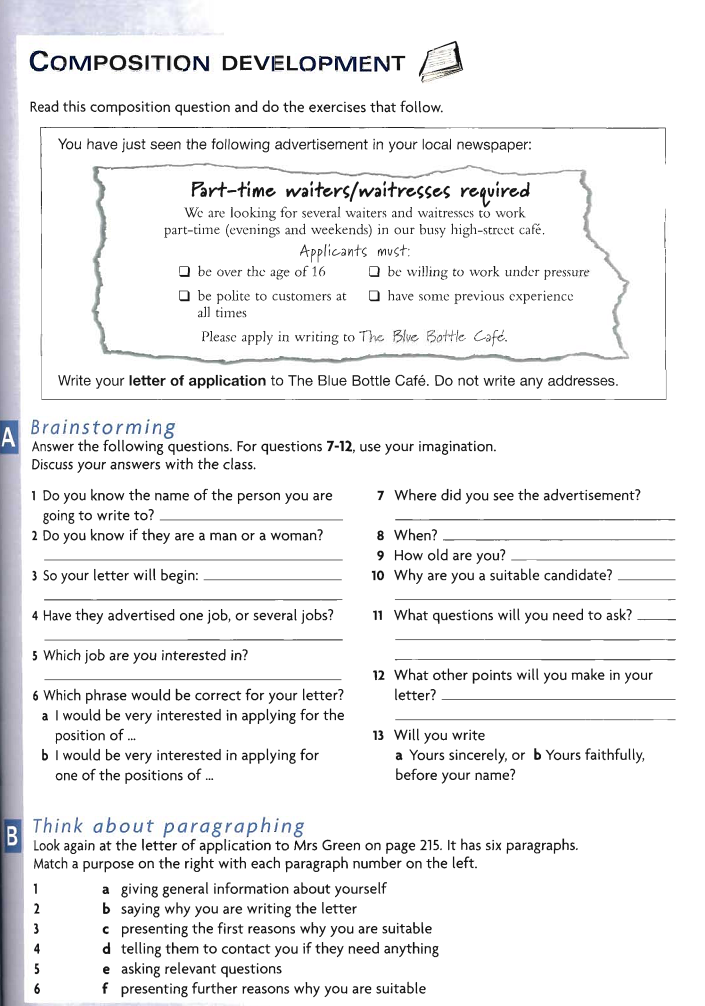 COMPOSITION DEVELOPMENT
Read this composition question and do the exercises that follow.
You have just seen the following advertisement in your local newspaper:
Part-time waiters/waitresses required
We are looking for several waiters and waitresses to work
part-time (evenings and weekends) in our busy high-street café.
Applicants must:
❑ be over the age of 16
❑ be willing to work under pressure
❑ be polite to customers at
all times
❑ have some previous experience
Please apply in writing to The Blue Bottle Café.
Write your letter of application to The Blue Bottle Café. Do not write any addresses.
A
Brainstorming
Answer the following questions. For questions 7-12, use your imagination.
Discuss your answers with the class.
1 Do you know the name of the person you are
going to write to?
2 Do you know if they are a man or a woman?
3 So your letter will begin:
4 Have they advertised one job, or several jobs?
5 Which job are you interested in?
6 Which phrase would be correct for your letter?
a I would be very interested in applying for the
position of ...
b I would be very interested in applying for
one of the positions of ...
7 Where did you see the advertisement?
8 When?
9 How old are you?
10 Why are you a suitable candidate?
11 What questions will you need to ask?
12 What other points will you make in your
letter?
13 Will you write
a Yours sincerely, or b Yours faithfully,
before your name?
B
Think about paragraphing
Look again at the letter of application to Mrs Green on page 215. It has six paragraphs.
Match a purpose on the right with each paragraph number on the left.
1 a giving general information about yourself
2 b saying why you are writing the letter
3 c presenting the first reasons why you are suitable
4 d telling them to contact you if they need anything
5 e asking relevant questions
6 f presenting further reasons why you are suitable